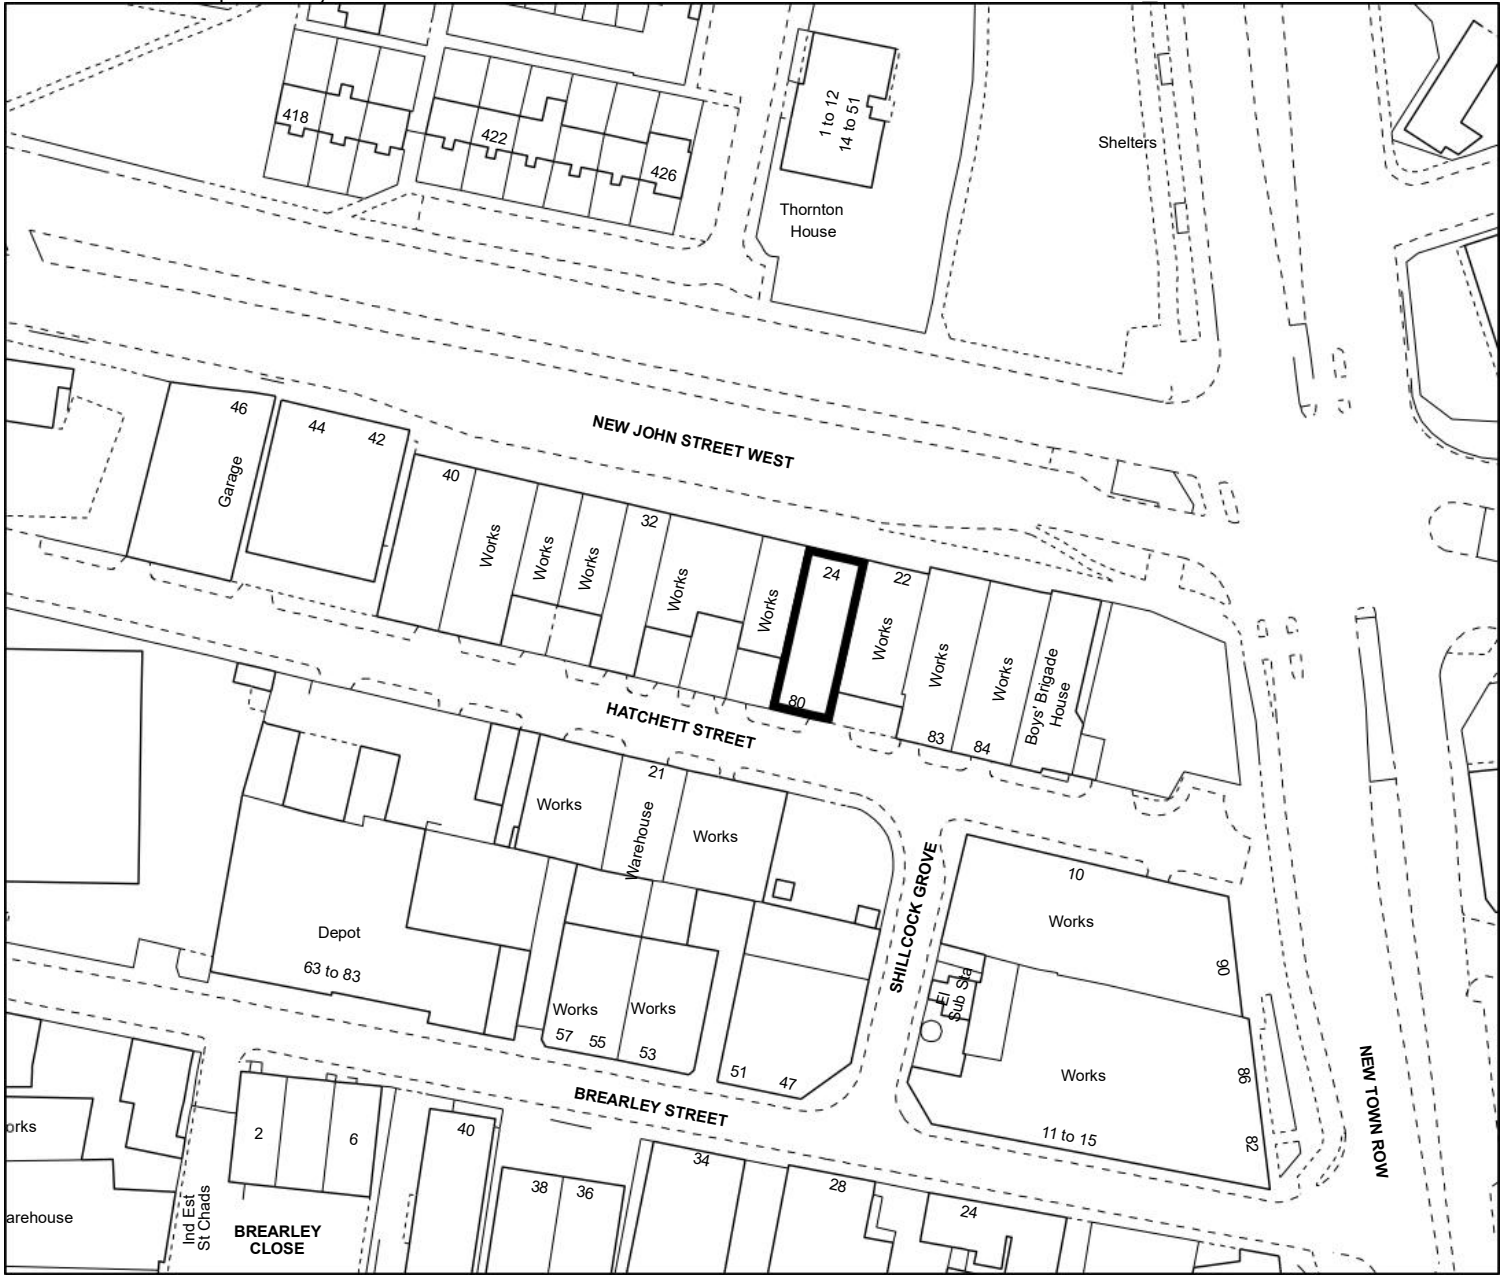 418
422
426
1 to 12
14 to 51
Thornton
House
Shelters
NEW JOHN STREET WEST
46
Garage
44
42
40
Works
Works
Works
32
Works
Works
24
80
22
Works
Works
83
Works
84
Boys' Brigade
House
HATCHETT STREET
21
Works
Warehouse
Works
SHILLCOCK GROVE
10
Works
90
Depot
63 to 83
El
Sub Sta
Works
57
55
Works
53
51
47
Works
86
82
11 to 15
NEW TOWN ROW
BREARLEY STREET
orks
2
6
40
38
36
34
28
24
arehouse
Ind Est
St Chads
BREARLEY
CLOSE